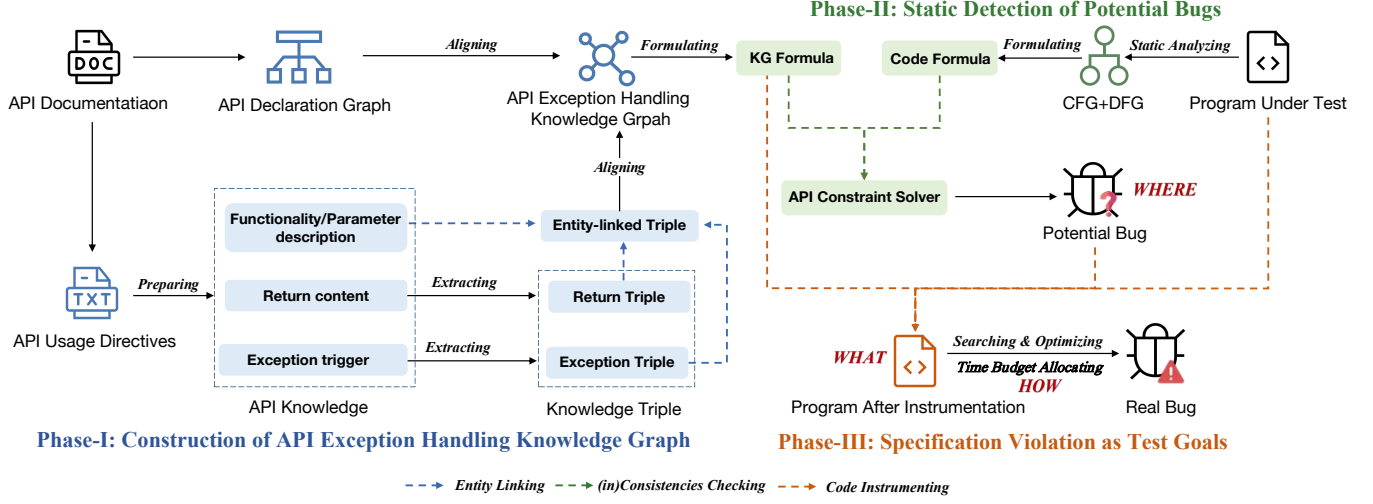 Phase-II: Static Detection of Potential Bugs
DOC
API Documentatiaon
API Declaration Graph
Aligning
API Exception Handling
Knowledge Grpah
Formulating
KG Formula
Code Formula
Formulating
CFG+DFG
Static Analyzing
Program Under Test
Aligning
API Constraint Solver
?
WHERE
Potential Bug
Functionality/Parameter
description
Entity-linked Triple
TXT
API Usage Directives
Preparing
Return content
Extracting
Return Triple
Exception trigger
Extracting
Exception Triple
API Knowledge
Knowledge Triple
WHAT
Searching & Optimizing
Time Budget Allocating
HOW
Program After Instrumentation
Real Bug
Phase-I: Construction of API Exception Handling Knowledge Graph
Phase-III: Specification Violation as Test Goals
Entity Linking
(in)Consistencies Checking
Code Instrumenting